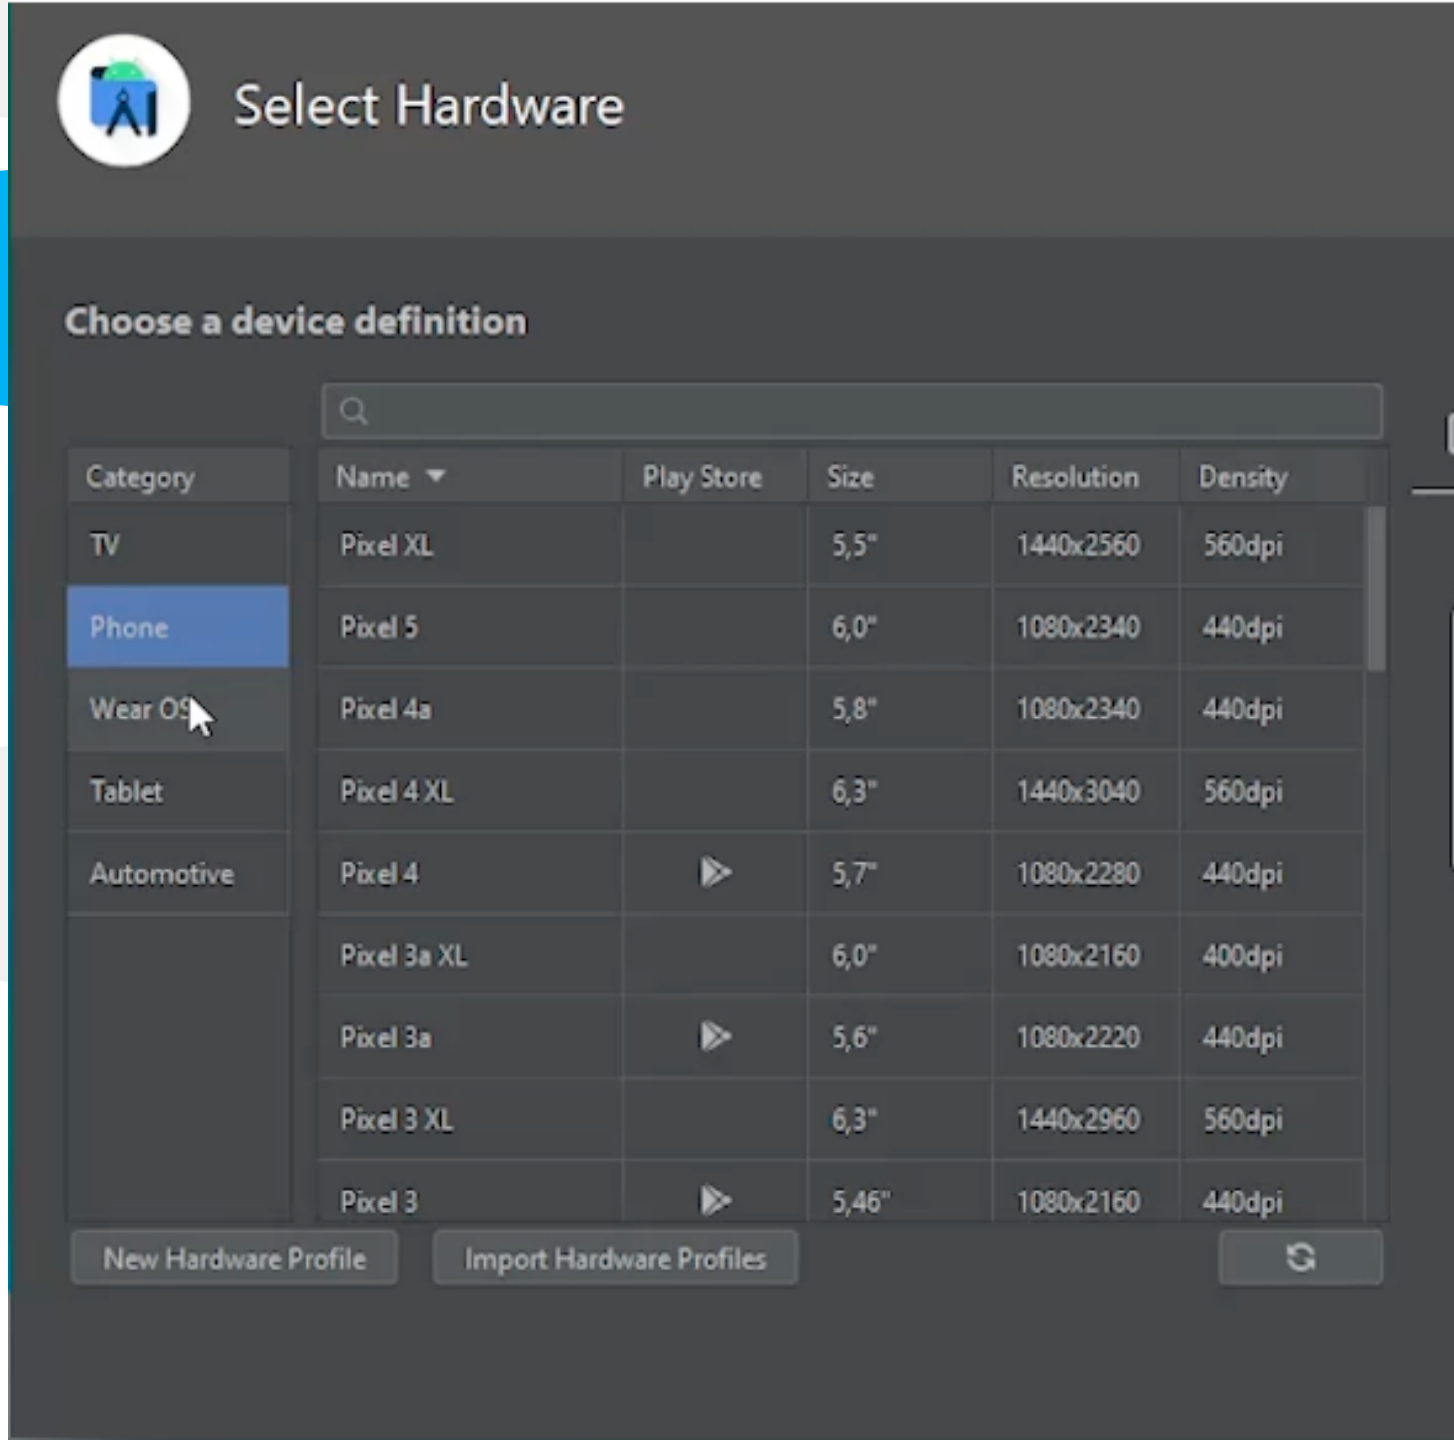 Select Hardware
Choose a device definition
Category Name Play Store Size Resolution Density
TV Pixel XL 5,5" 1440x2560 560dpi
Phone Pixel 5 6,0" 1080x2340 440dpi
Wear OS Pixel 4a 5,8" 1080x2340 440dpi
Tablet Pixel 4 XL 6,3" 1440x3040 560dpi
Automotive Pixel 4 5,7" 1080x2280 440dpi
Pixel 3a XL 6,0" 1080x2160 400dpi
Pixel 3a 5,6" 1080x2220 440dpi
Pixel 3 XL 6,3" 1440x2960 560dpi
Pixel 3 5,46" 1080x2160 440dpi
New Hardware Profile Import Hardware Profiles